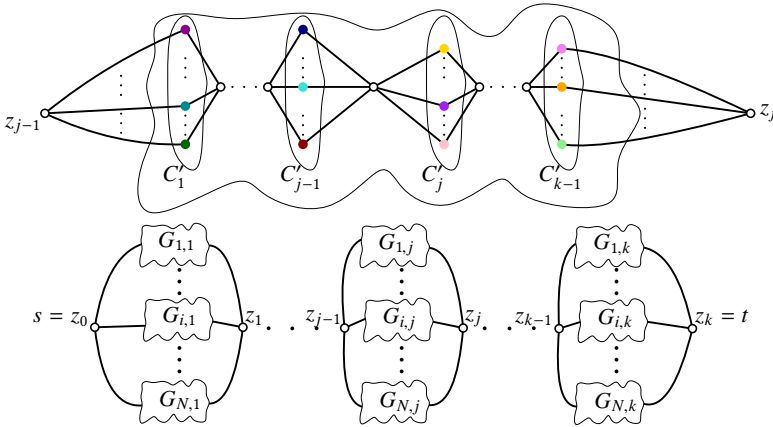 z_{j−1} z_j
C′_1 C′_{j−1} C′_j C′_{k−1}
G_{1,1} G_{1,j} G_{1,k}
s = z_0 G_{i,1} z_1 z_{j−1} G_{i,j} z_j z_{k−1} G_{i,k} z_k = t
G_{N,1} G_{N,j} G_{N,k}